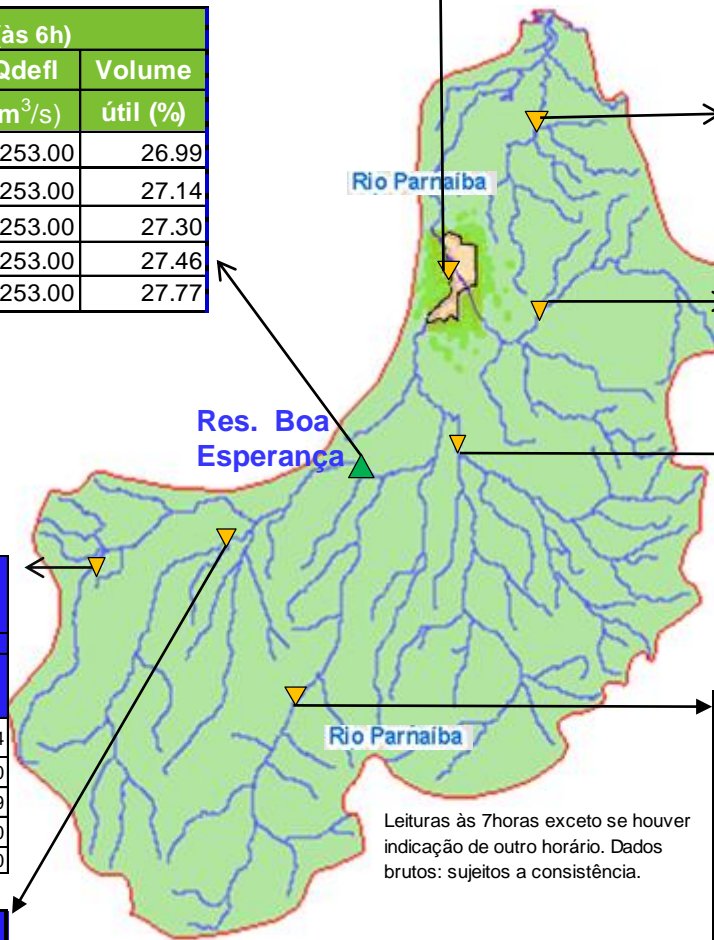 (às 6h)
Qdefl Volume
m³/s) útil (%)
253.00 26.99
253.00 27.14
253.00 27.30
253.00 27.46
253.00 27.77
Rio Parnaíba
Res. Boa
Esperança
Rio Parnaíba
Leituras às 7horas exceto se houver
indicação de outro horário. Dados
brutos: sujeitos a consistência.